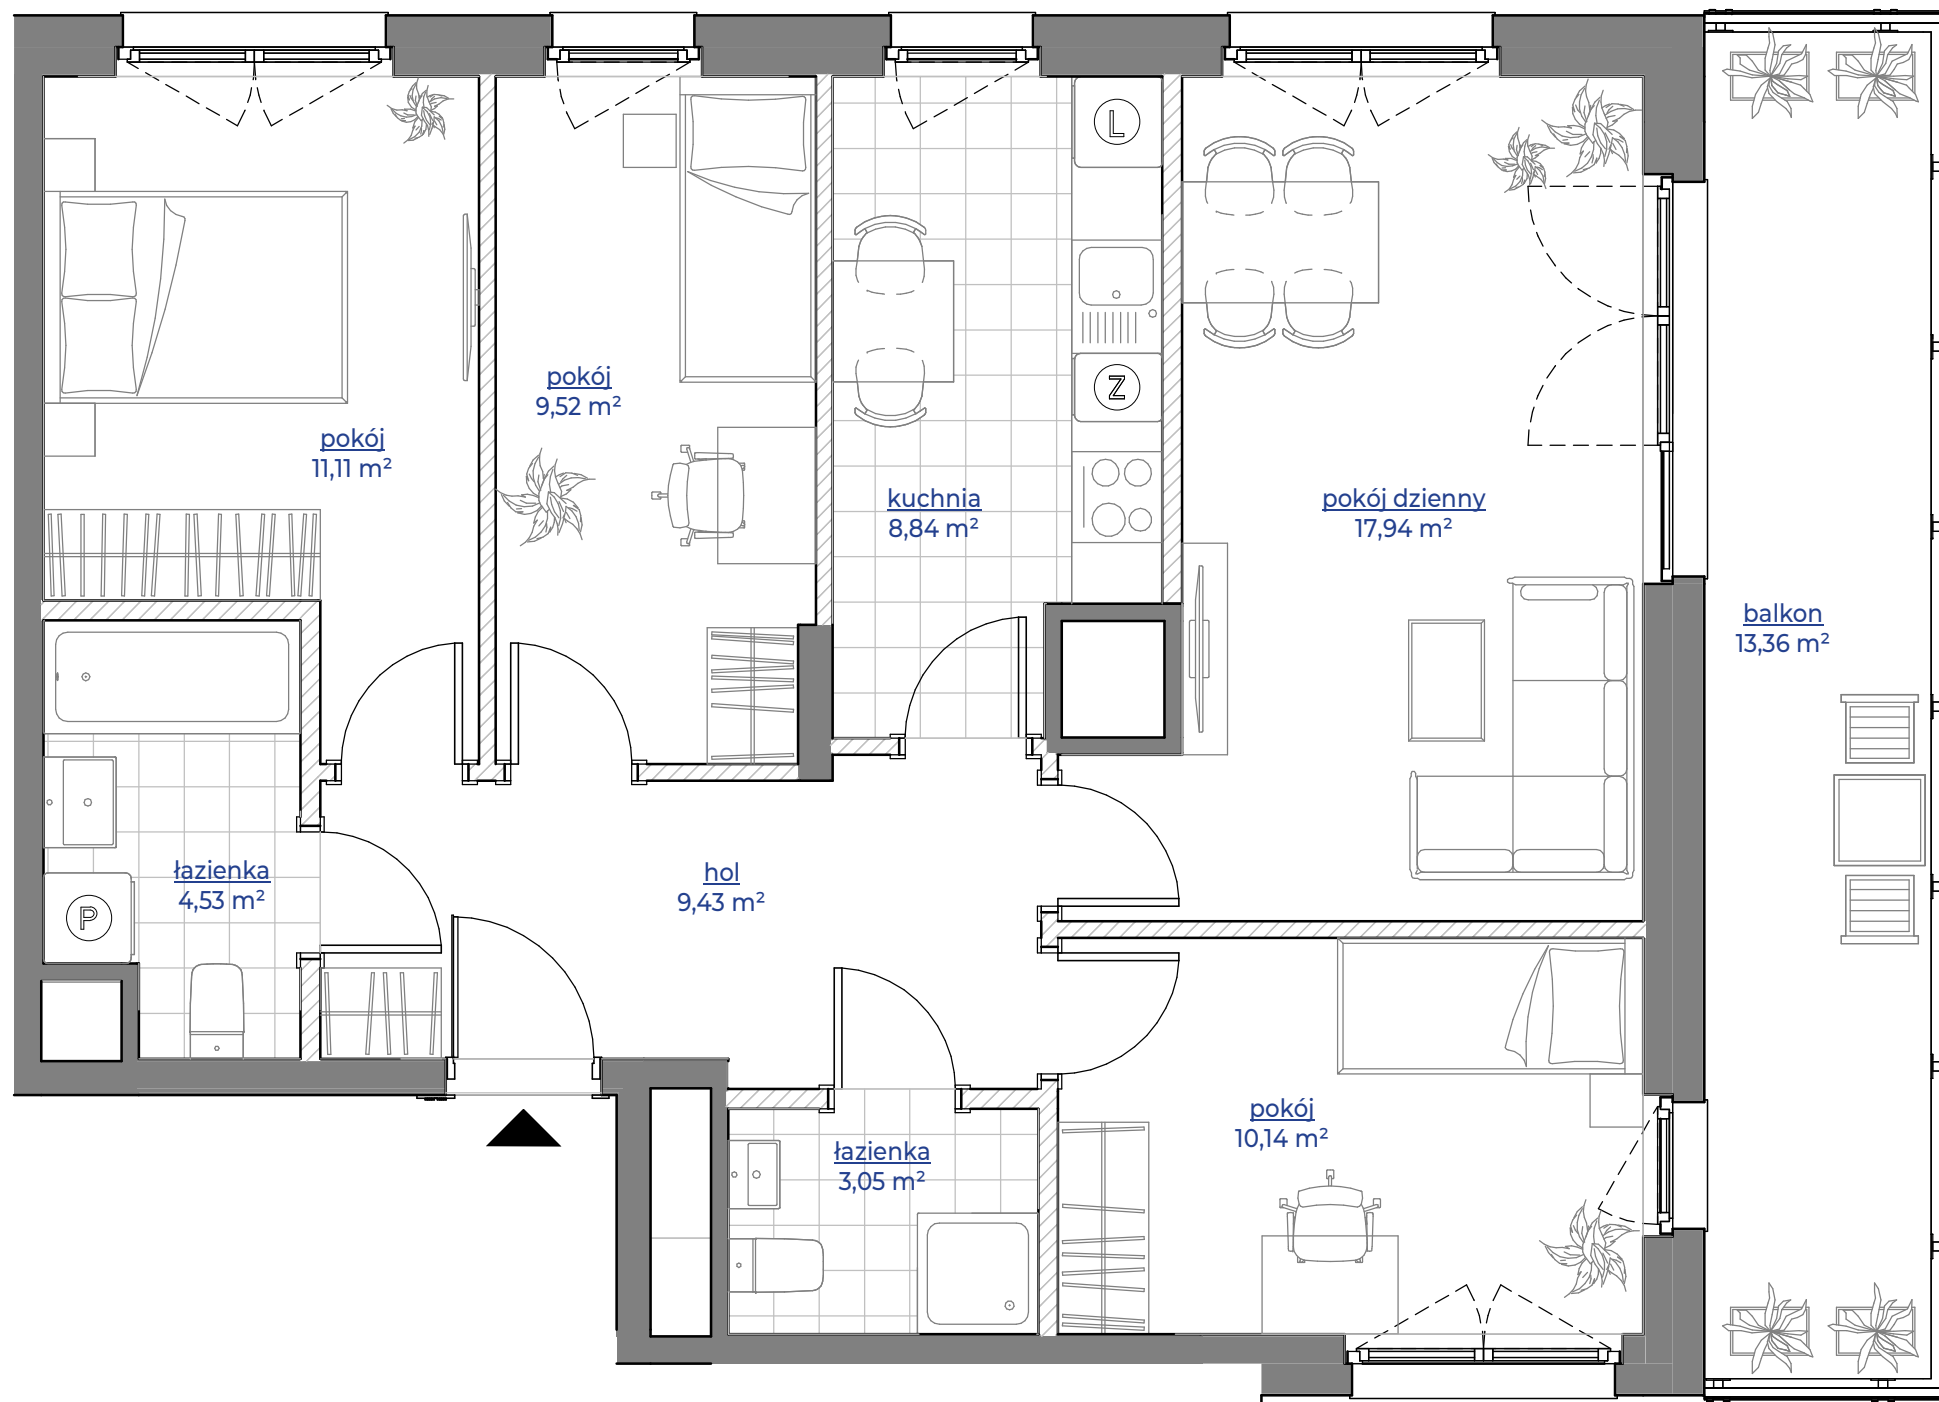 L
pokój
9,52 m²
Z
pokój
11,11 m²
kuchnia
8,84 m²
pokój dzienny
17,94 m²
balkon
13,36 m²
łazienka
4,53 m²
hol
9,43 m²
P
pokój
10,14 m²
łazienka
3,05 m²